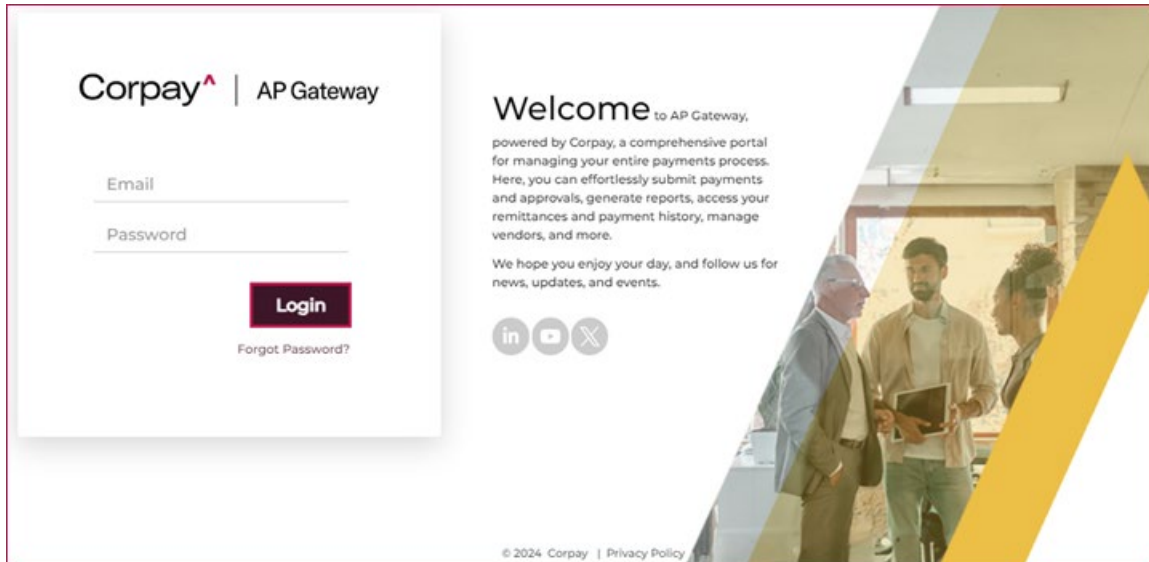 Corpay^ | AP Gateway
Email
Password
Login
Forgot Password?
Welcome to AP Gateway,
powered by Corpay, a comprehensive portal
for managing your entire payments process.
Here, you can effortlessly submit payments
and approvals, generate reports, access your
remittances and payment history, manage
vendors, and more.
We hope you enjoy your day, and follow us for
news, updates, and events.
in X
© 2024 Corpay | Privacy Policy